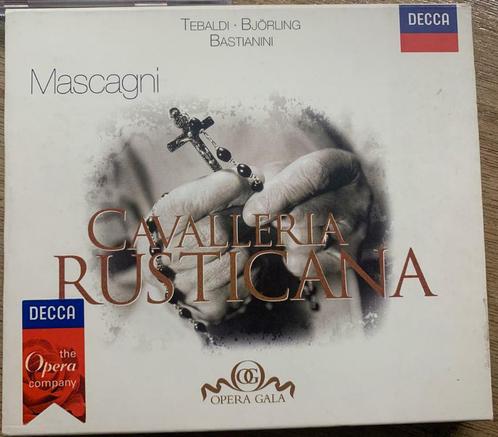 TEBALDI · BJÖRLING
BASTIANINI
DECCA
Mascagni
CAVALLERIA
RUSTICANA
DECCA
the
Opera
company
OG
OPERA GALA